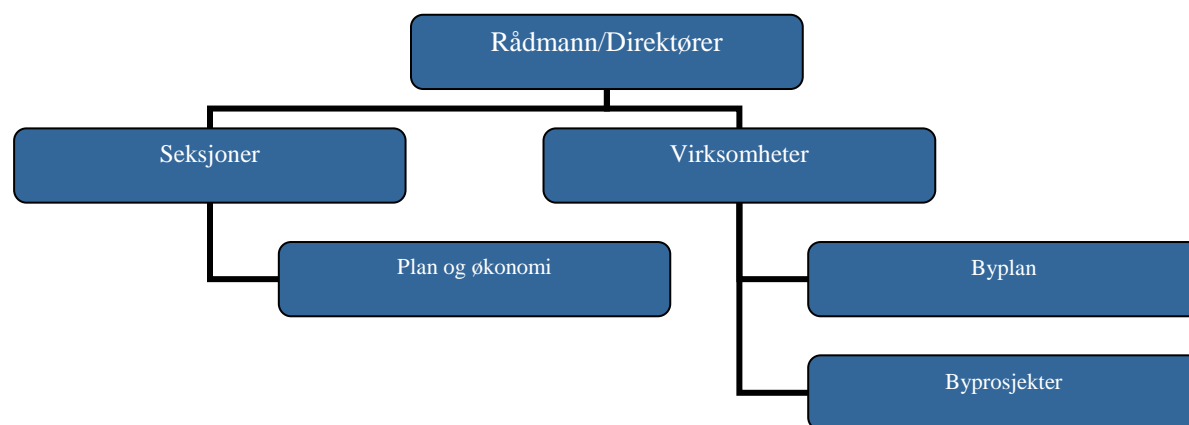 Rådmann/Direktører
Seksjoner
Virksomheter
Plan og økonomi
Byplan
Byprosjekter